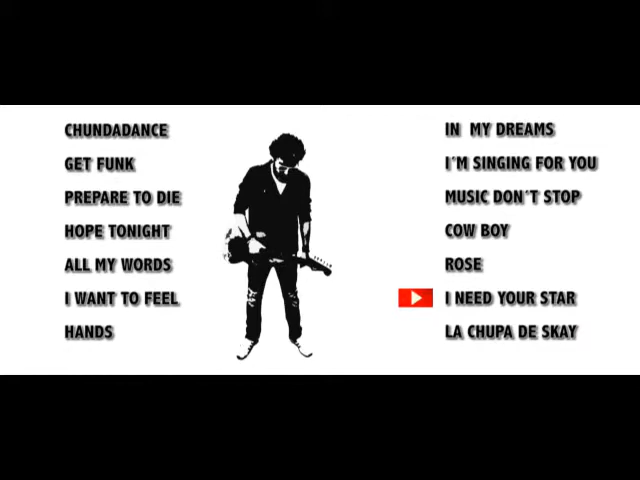 CHUNDADANCE
GET FUNK
PREPARE TO DIE
HOPE TONIGHT
ALL MY WORDS
I WANT TO FEEL
HANDS
IN MY DREAMS
I´M SINGING FOR YOU
MUSIC DON´T STOP
COW BOY
ROSE
I NEED YOUR STAR
LA CHUPA DE SKAY